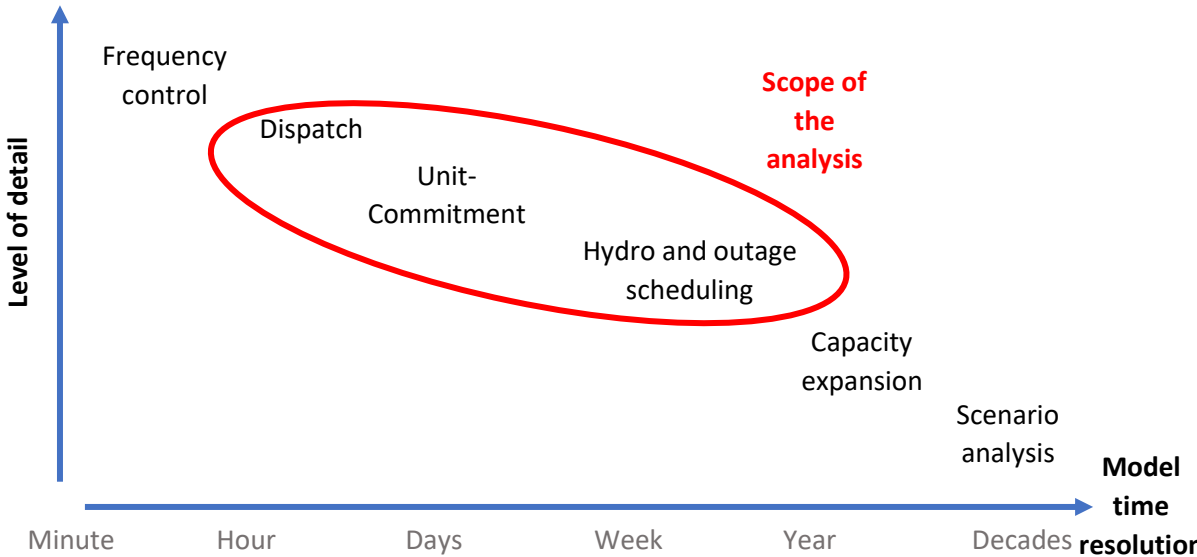 Level of detail
Frequency
control
Dispatch
Unit-
Commitment
Hydro and outage
scheduling
Scope of
the
analysis
Capacity
expansion
Scenario
analysis
Model
time
resolution
Minute
Hour
Days
Week
Year
Decades